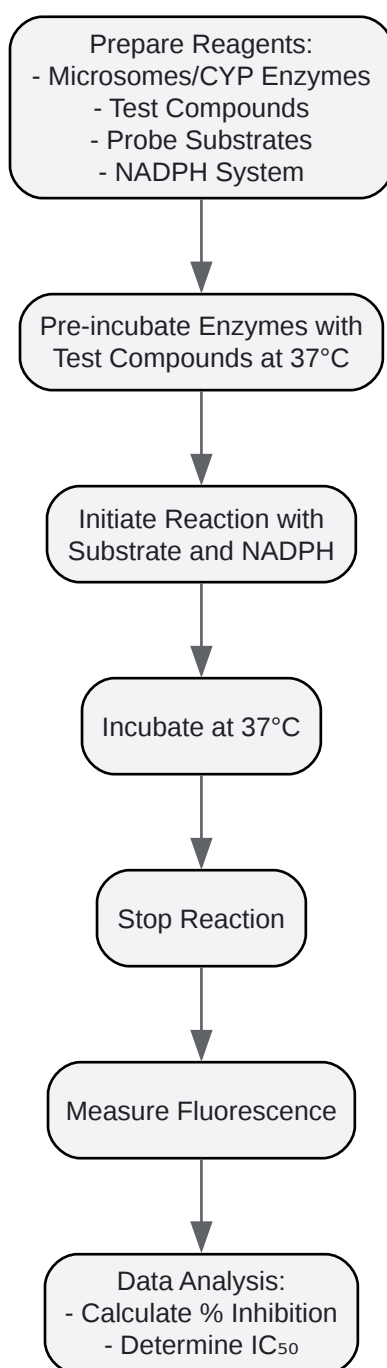 Prepare Reagents:
- Microsomes/CYP Enzymes
- Test Compounds
- Probe Substrates
- NADPH System
Pre-incubate Enzymes with
Test Compounds at 37°C
Initiate Reaction with
Substrate and NADPH
Incubate at 37°C
Stop Reaction
Measure Fluorescence
Data Analysis:
- Calculate % Inhibition
- Determine IC₅₀